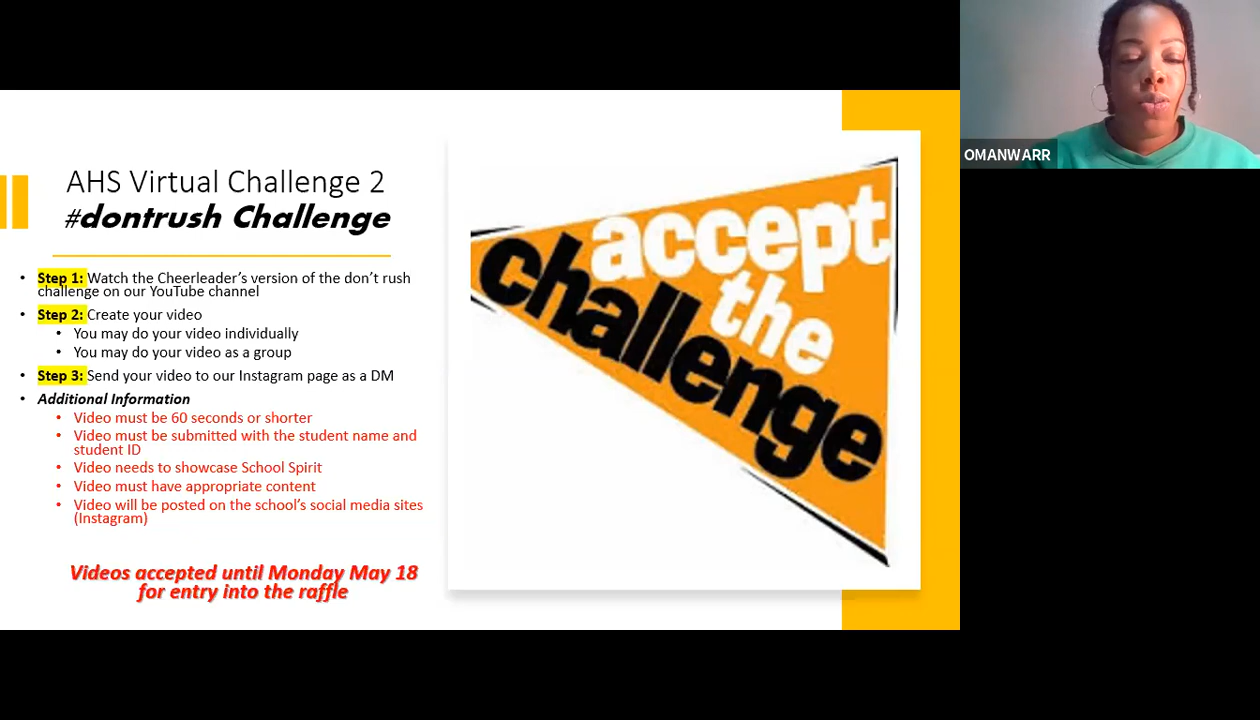 AHS Virtual Challenge 2
#dontrush Challenge
• Step 1: Watch the Cheerleader's version of the don't rush
challenge on our YouTube channel
• Step 2: Create your video
• You may do your video individually
• You may do your video as a group
• Step 3: Send your video to our Instagram page as a DM
• Additional Information
• Video must be 60 seconds or shorter
• Video must be submitted with the student name and
student ID
• Video needs to showcase School Spirit
• Video must have appropriate content
• Video will be posted on the school's social media sites
(Instagram)
Videos accepted until Monday May 18
for entry into the raffle
accept
the
challenge
OMANWARR